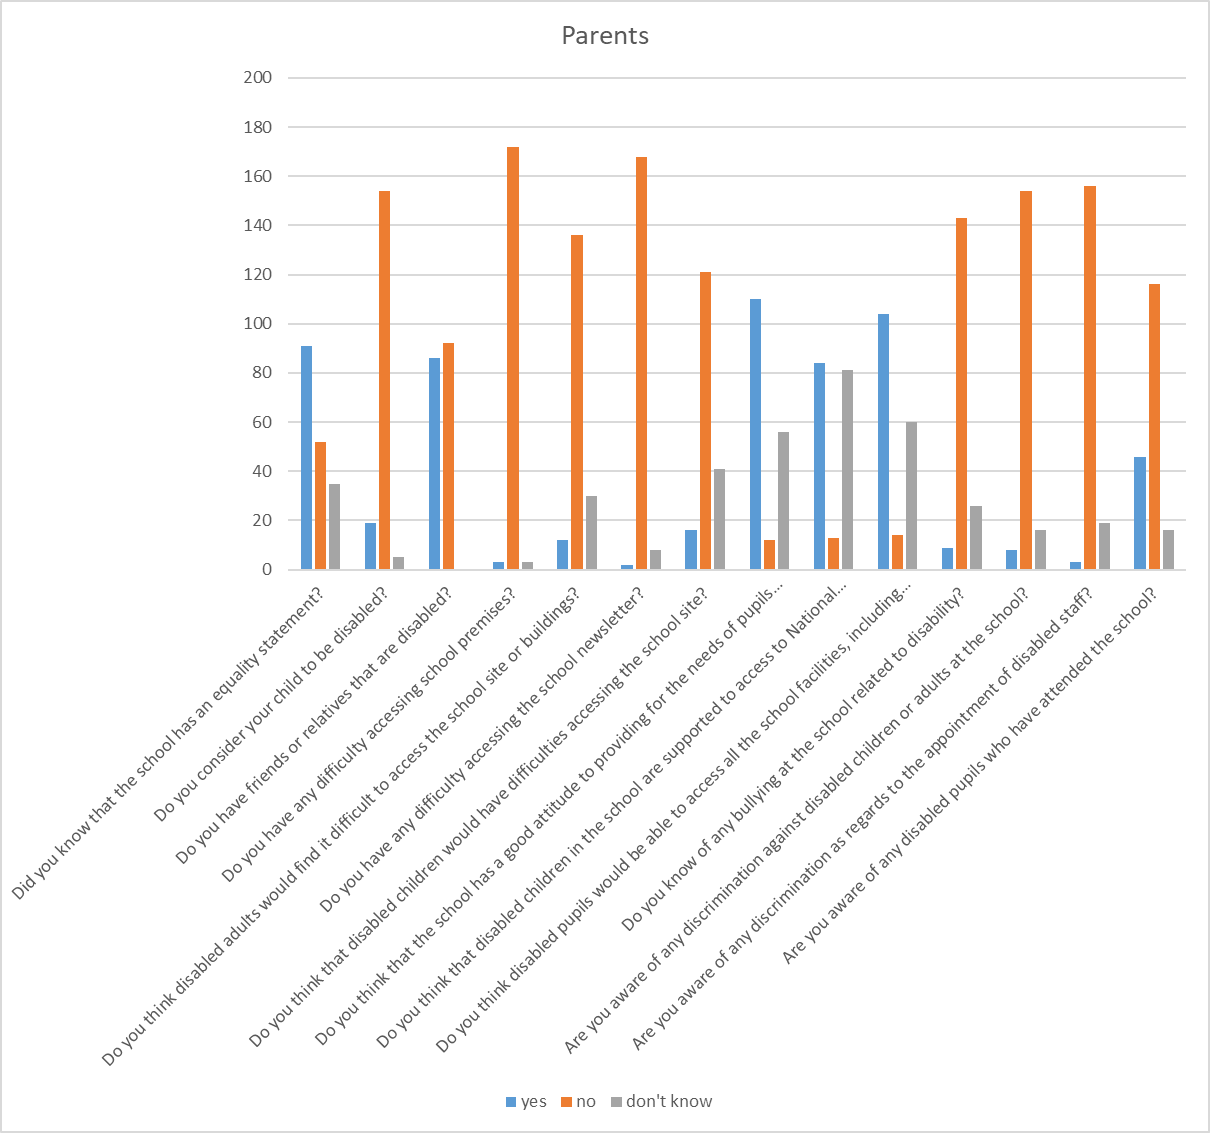 Parents
200
180
160
140
120
100
80
60
40
20
0
Did you know that the school has an equality statement?
Do you consider your child to be disabled?
Do you have friends or relatives that are disabled?
Do you have any difficulty accessing school premises?
Do you think disabled adults would find it difficult to access the school site or buildings?
Do you have any difficulty accessing the school newsletter?
Do you think that disabled children would have difficulties accessing the school site?
Do you think that the school has a good attitude to providing for the needs of pupils...
Do you think that disabled children in the school are supported to access to National...
Do you think disabled pupils would be able to access all the school facilities, including...
Do you know of any bullying at the school related to disability?
Are you aware of any discrimination against disabled children or adults at the school?
Are you aware of any discrimination as regards to the appointment of disabled staff?
Are you aware of any disabled pupils who have attended the school?
yes no don't know